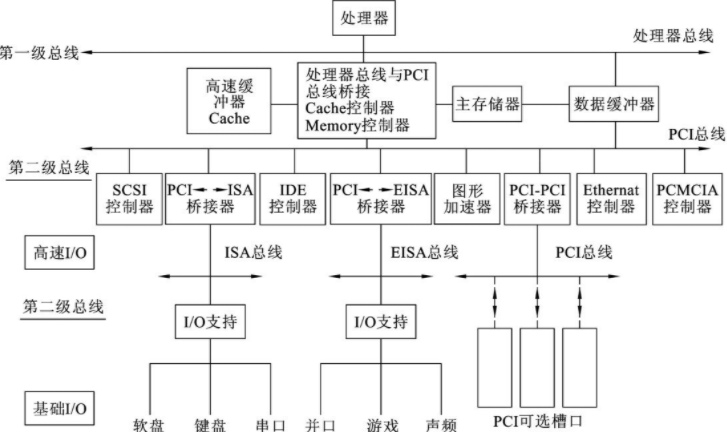 处理器
第一级总线
处理器总线
高速缓
冲器
Cache
处理器总线与PCI
总线桥接
Cache控制器
Memory控制器
主存储器
数据缓冲器
PCI总线
第二级总线
SCSI
控制器
PCI ISA
桥接器
IDE
控制器
PCI EISA
桥接器
图形
加速器
PCI-PCI
桥接器
Ethernat
控制器
PCMCIA
控制器
高速I/O
ISA总线
EISA总线
PCI总线
第二级总线
I/O支持
I/O支持
基础I/O
软盘
键盘
串口
并口
游戏
声频
PCI可选槽口